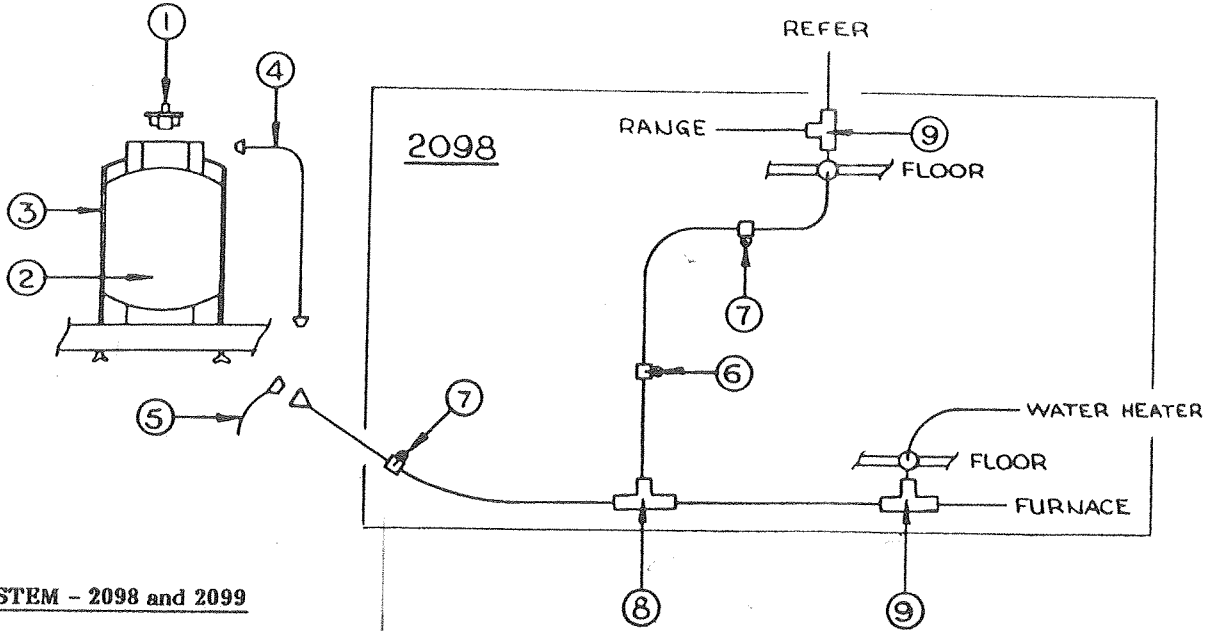 1
REFER
4
RANGE
9
2098
FLOOR
3
2
7
6
7
5
WATER HEATER
FLOOR
FURNACE
STEM - 2098 and 2099
8
9